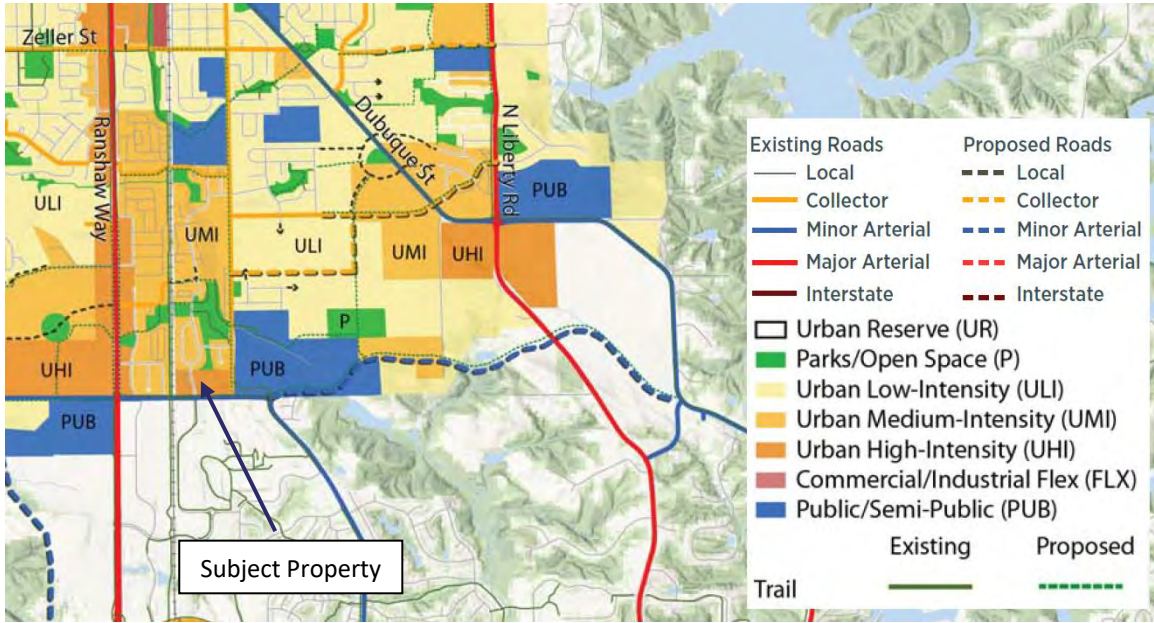 Zeller St
Ranshaw Way
Dubuque St
N Liberty Rd
PUB
ULI
UMI
ULI
UMI
UHI
P
UHI
PUB
PUB
Subject Property
Existing Roads
Proposed Roads
Local
Local
Collector
Collector
Minor Arterial
Minor Arterial
Major Arterial
Major Arterial
Interstate
Interstate
Urban Reserve (UR)
Parks/Open Space (P)
Urban Low-Intensity (ULI)
Urban Medium-Intensity (UMI)
Urban High-Intensity (UHI)
Commercial/Industrial Flex (FLX)
Public/Semi-Public (PUB)
Existing
Proposed
Trail